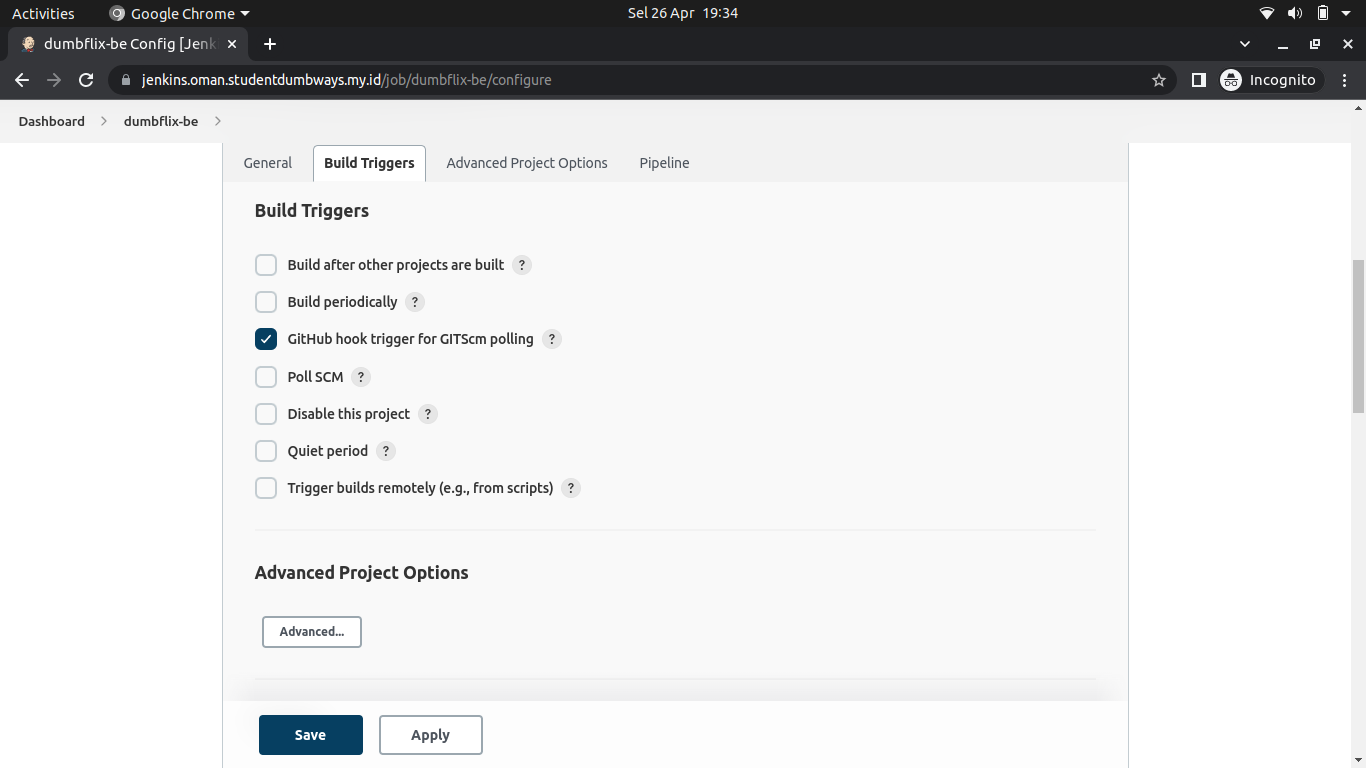 Activities Google Chrome Sel 26 Apr 19:34
dumbflix-be Config [Jenk
jenkins.oman.studentdumbways.my.id/job/dumbflix-be/configure Incognito
Dashboard dumbflix-be
General Build Triggers Advanced Project Options Pipeline
Build Triggers
Build after other projects are built ?
Build periodically ?
GitHub hook trigger for GITScm polling ?
Poll SCM ?
Disable this project ?
Quiet period ?
Trigger builds remotely (e.g., from scripts) ?
Advanced Project Options
Advanced...
Save Apply